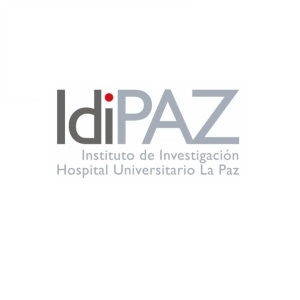 IdiPAZ
Instituto de Investigación
Hospital Universitario La Paz